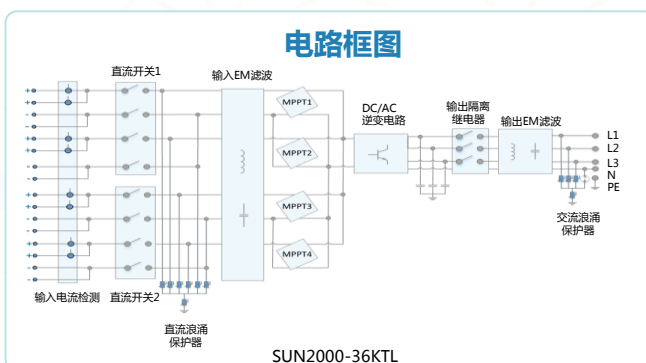 电路框图
直流开关1
输入EM滤波
MPPT1
MPPT2
MPPT3
MPPT4
DC/AC
逆变电路
输出隔离
继电器
输出EM滤波
L1
L2
L3
N
PE
交流浪涌
保护器
输入电流检测
直流开关2
直流浪涌
保护器
SUN2000-36KTL